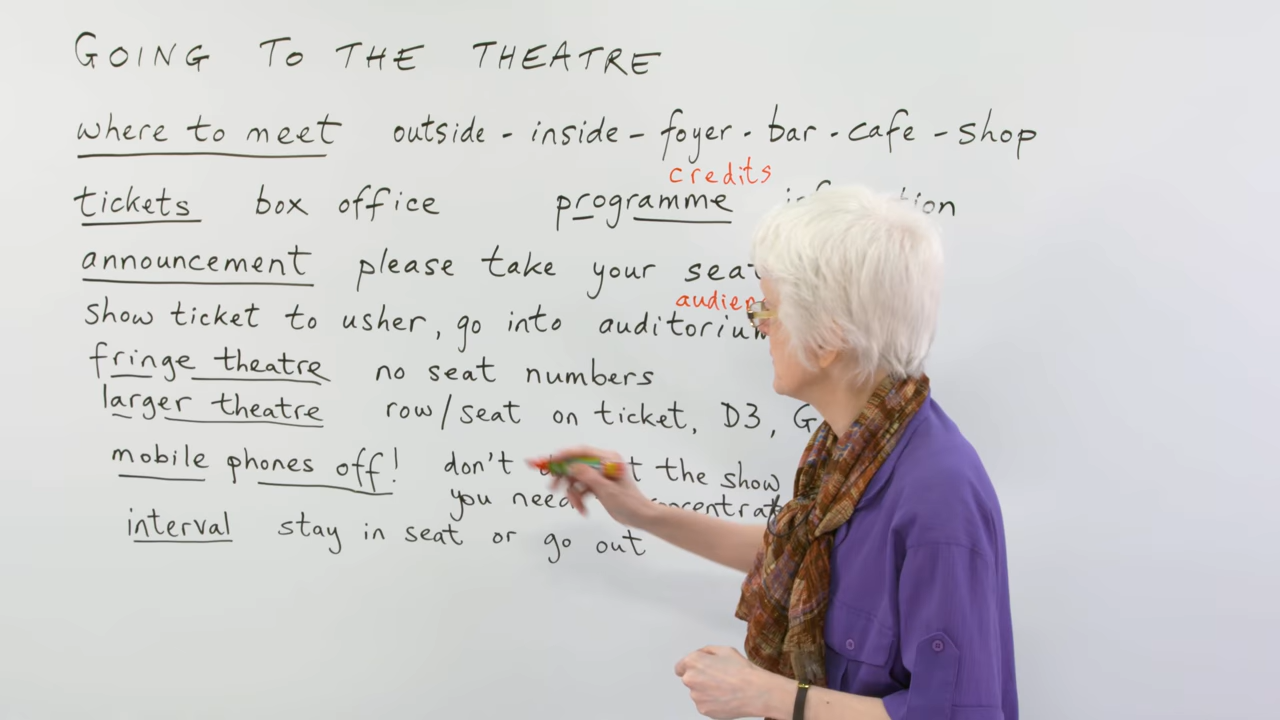 GOING TO THE THEATRE
where to meet outside - inside - foyer - bar - cafe - shop
credits
tickets box office programme
announcement please take your
audien
show ticket to usher, go into auditorium
fringe theatre no seat numbers
larger theatre row/seat on ticket, D3, G
mobile phones off! don't the show
you need
interval stay in seat or go out